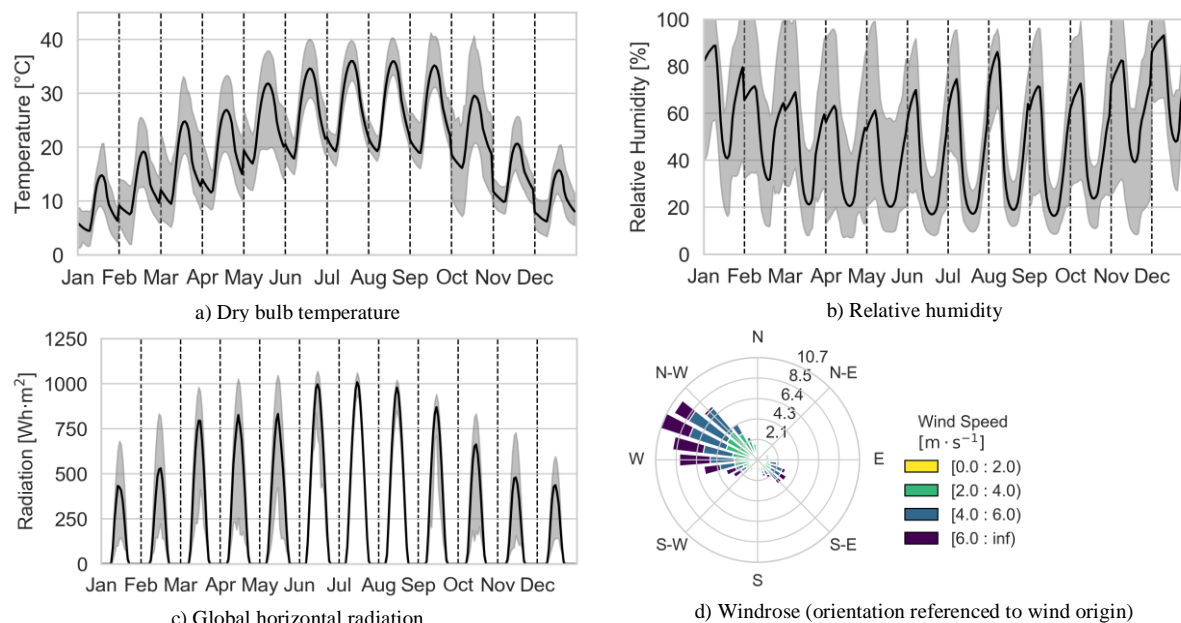 Temperature [°C]
40
30
20
10
0
Jan Feb Mar Apr May Jun Jul Aug Sep Oct Nov Dec
a) Dry bulb temperature
Relative Humidity [%]
100
80
60
40
20
0
Jan Feb Mar Apr May Jun Jul Aug Sep Oct Nov Dec
b) Relative humidity
Radiation [Wh·m²]
1250
1000
750
500
250
0
Jan Feb Mar Apr May Jun Jul Aug Sep Oct Nov Dec
c) Global horizontal radiation
N
N-W
N-E
10.7
8.5
6.4
4.3
2.1
W
E
S-W
S-E
S
Wind Speed
[m · s⁻¹]
[0.0 : 2.0)
[2.0 : 4.0)
[4.0 : 6.0)
[6.0 : inf)
d) Windrose (orientation referenced to wind origin)